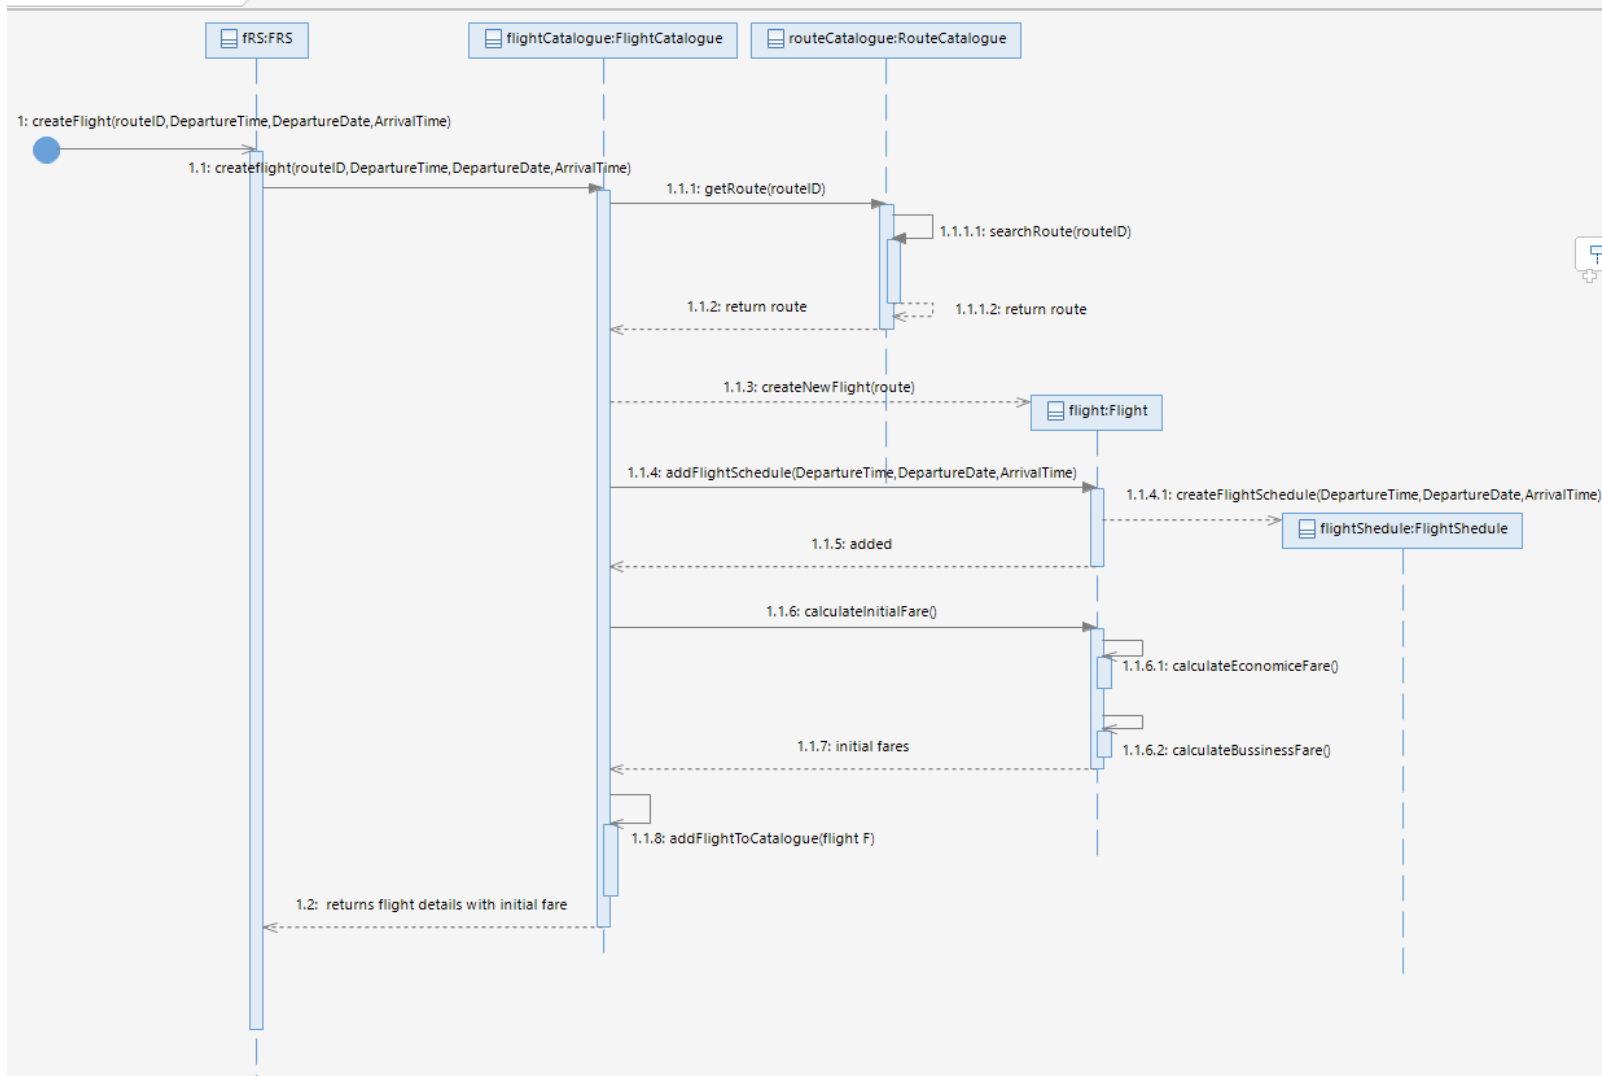 fRS:FRS
flightCatalogue:FlightCatalogue
routeCatalogue:RouteCatalogue
1: createFlight(routeID,DepartureTime,DepartureDate,ArrivalTime)
1.1: createflight(routeID,DepartureTime,DepartureDate,ArrivalTime)
1.1.1: getRoute(routeID)
1.1.1.1: searchRoute(routeID)
1.1.2: return route
1.1.1.2: return route
1.1.3: createNewFlight(route)
flight:Flight
1.1.4: addFlightSchedule(DepartureTime,DepartureDate,ArrivalTime)
1.1.4.1: createFlightSchedule(DepartureTime,DepartureDate,ArrivalTime)
flightShedule:FlightShedule
1.1.5: added
1.1.6: calculateInitialFare()
1.1.6.1: calculateEconomiceFare()
1.1.7: initial fares
1.1.6.2: calculateBussinessFare()
1.1.8: addFlightToCatalogue(flight F)
1.2:  returns flight details with initial fare